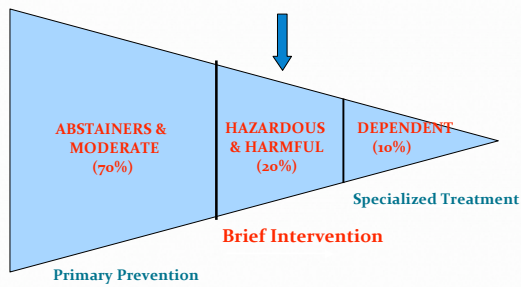 ABSTAINERS &
MODERATE
(70%)
HAZARDOUS
& HARMFUL
(20%)
DEPENDENT
(10%)
Specialized Treatment
Brief Intervention
Primary Prevention